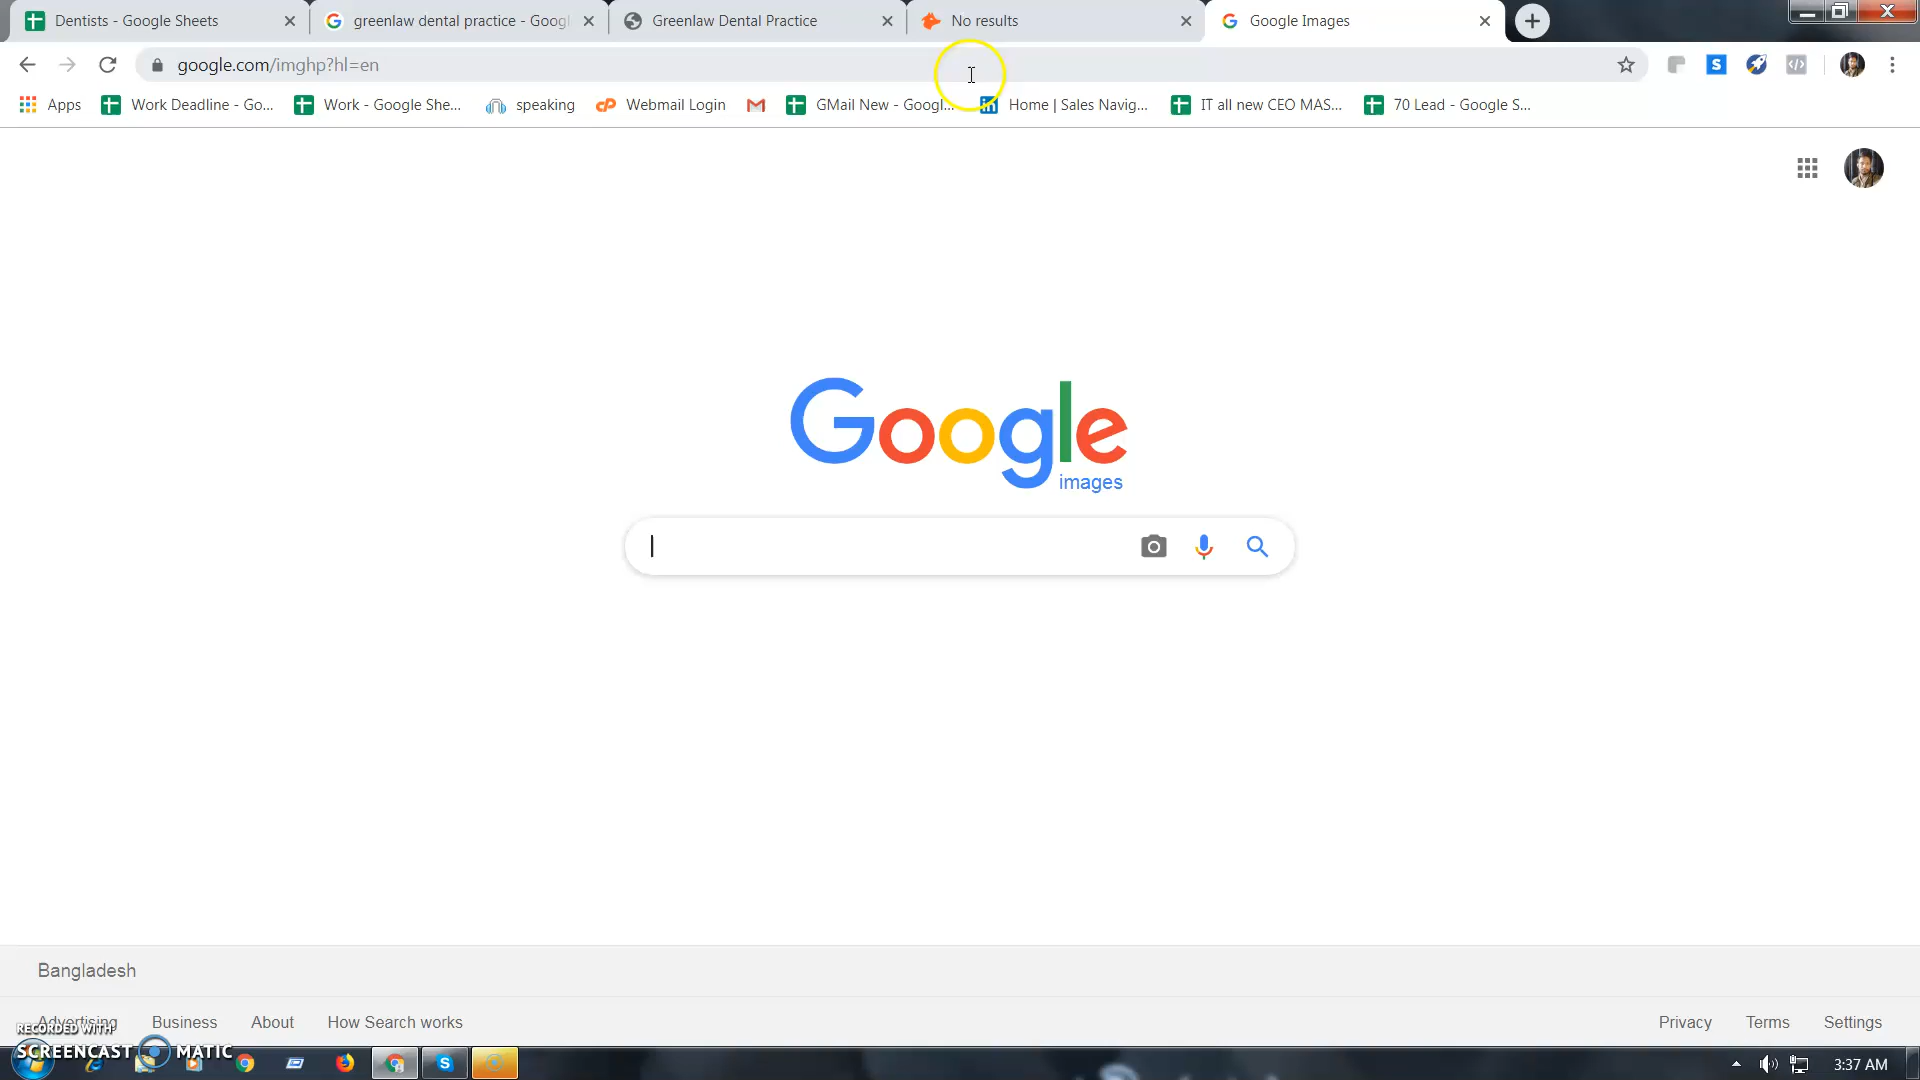 Dentists - Google Sheets
greenlaw dental practice - Goog
Greenlaw Dental Practice
No results
Google Images
google.com/imghp?hl=en
Apps
Work Deadline - Go...
Work - Google She...
speaking
Webmail Login
GMail New - Googl...
Home | Sales Navig...
IT all new CEO MAS...
70 Lead - Google S...
Google
images
Bangladesh
Advertising
Business
About
How Search works
Privacy
Terms
Settings
RECORDED WITH
SCREENCAST MATIC
3:37 AM